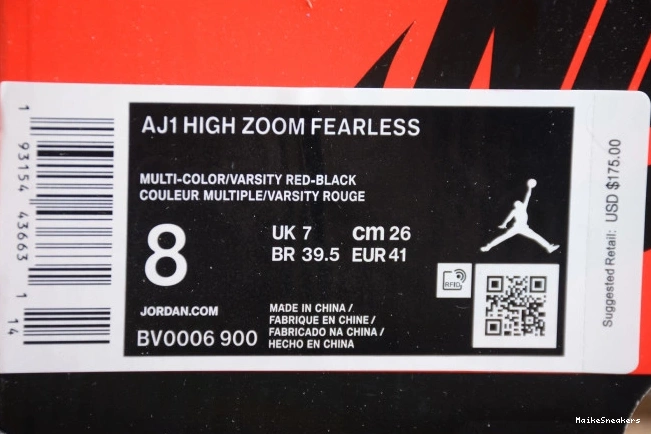 AJ1 HIGH ZOOM FEARLESS
MULTI-COLOR/VARSITY RED-BLACK
COULEUR MULTIPLE/VARSITY ROUGE
8
UK 7 cm 26
BR 39.5 EUR 41
RFID
JORDAN.COM
BV0006 900
MADE IN CHINA /
FABRIQUE EN CHINE /
FABRICADO NA CHINA /
HECHO EN CHINA
1 93154 43663 1 14
Suggested Retail: USD $175.00
MaikeSneakers